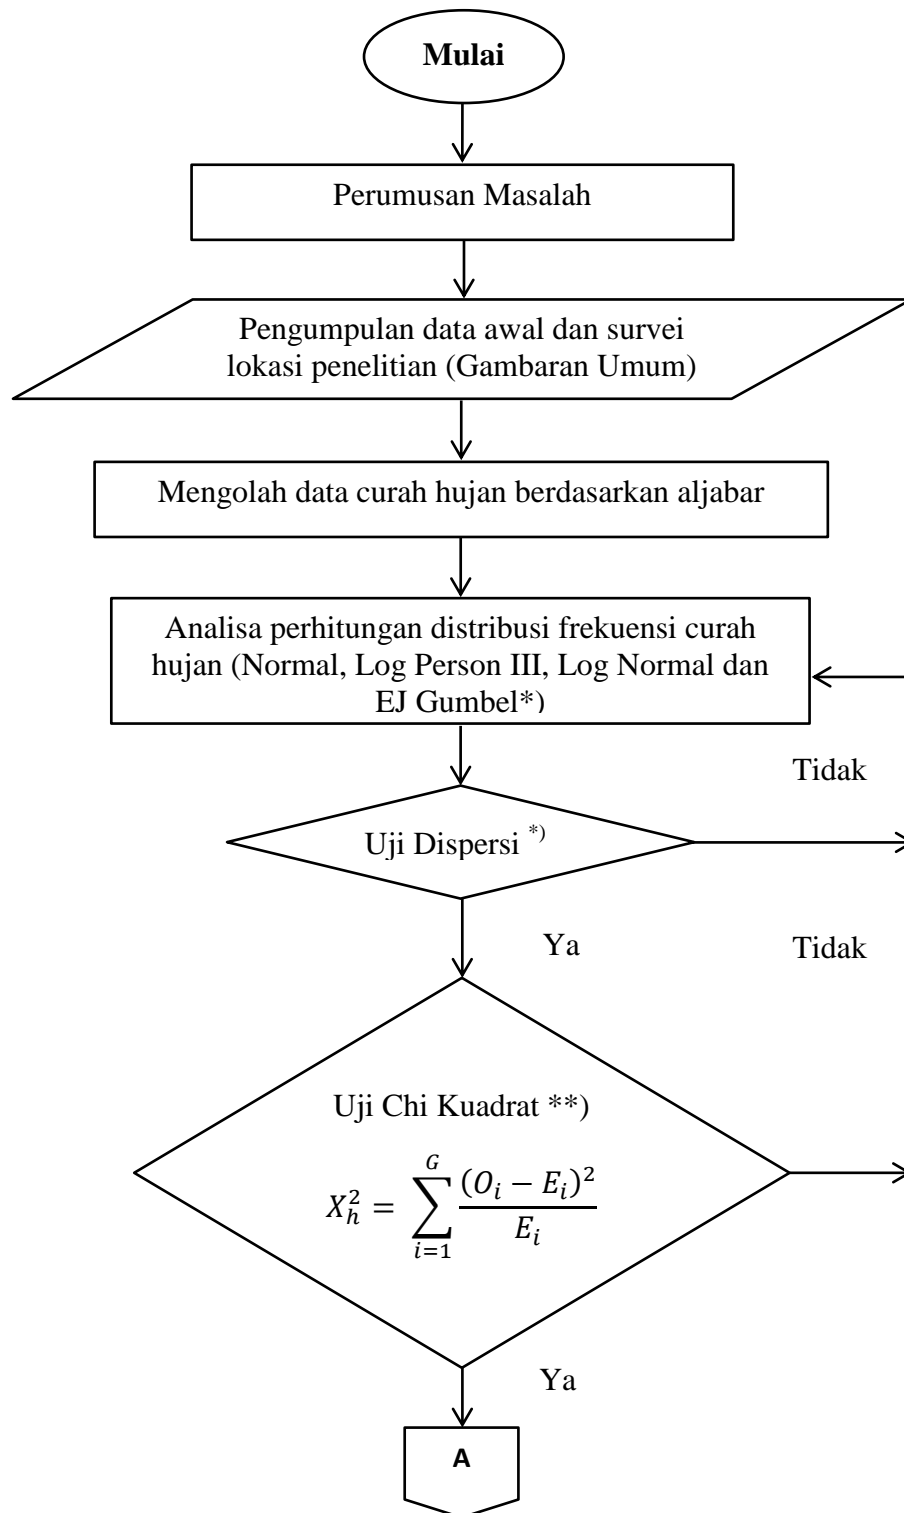 Mulai
Perumusan Masalah
Pengumpulan data awal dan survei
lokasi penelitian (Gambaran Umum)
Mengolah data curah hujan berdasarkan aljabar
Analisa perhitungan distribusi frekuensi curah
hujan (Normal, Log Person III, Log Normal dan
EJ Gumbel*)
Tidak
Uji Dispersi *)
Ya
Tidak
Uji Chi Kuadrat **)
$X_h^2 = \sum_{i=1}^{G} \frac{(O_i - E_i)^2}{E_i}$
Ya
A